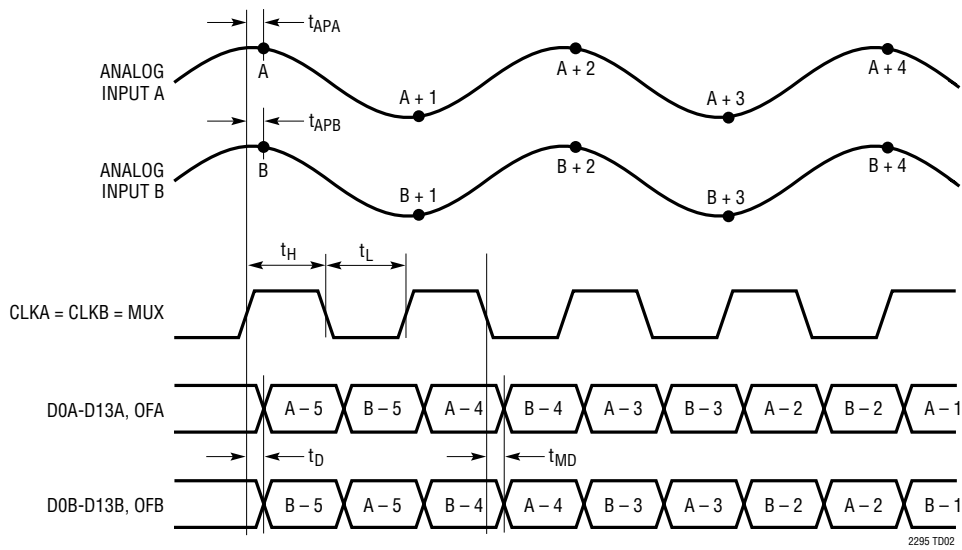 tAPA
ANALOG
INPUT A
A
A + 1
A + 2
A + 3
A + 4
tAPB
ANALOG
INPUT B
B
B + 1
B + 2
B + 3
B + 4
tH
tL
CLKA = CLKB = MUX
D0A-D13A, OFA
A – 5
B – 5
A – 4
B – 4
A – 3
B – 3
A – 2
B – 2
A – 1
tD
tMD
D0B-D13B, OFB
B – 5
A – 5
B – 4
A – 4
B – 3
A – 3
B – 2
A – 2
B – 1
2295 TD02